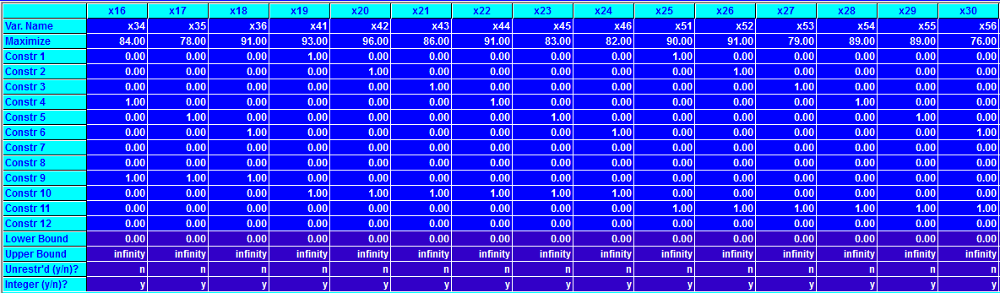 x16 x17 x18 x19 x20 x21 x22 x23 x24 x25 x26 x27 x28 x29 x30
Var. Name x34 x35 x36 x41 x42 x43 x44 x45 x46 x51 x52 x53 x54 x55 x56
Maximize 84.00 78.00 91.00 93.00 96.00 86.00 91.00 83.00 82.00 90.00 91.00 79.00 89.00 89.00 76.00
Constr 1 0.00 0.00 0.00 1.00 0.00 0.00 0.00 0.00 0.00 1.00 0.00 0.00 0.00 0.00 0.00
Constr 2 0.00 0.00 0.00 0.00 1.00 0.00 0.00 0.00 0.00 0.00 1.00 0.00 0.00 0.00 0.00
Constr 3 0.00 0.00 0.00 0.00 0.00 1.00 0.00 0.00 0.00 0.00 0.00 1.00 0.00 0.00 0.00
Constr 4 1.00 0.00 0.00 0.00 0.00 0.00 1.00 0.00 0.00 0.00 0.00 0.00 1.00 0.00 0.00
Constr 5 0.00 1.00 0.00 0.00 0.00 0.00 0.00 1.00 0.00 0.00 0.00 0.00 0.00 1.00 0.00
Constr 6 0.00 0.00 1.00 0.00 0.00 0.00 0.00 0.00 1.00 0.00 0.00 0.00 0.00 0.00 1.00
Constr 7 0.00 0.00 0.00 0.00 0.00 0.00 0.00 0.00 0.00 0.00 0.00 0.00 0.00 0.00 0.00
Constr 8 0.00 0.00 0.00 0.00 0.00 0.00 0.00 0.00 0.00 0.00 0.00 0.00 0.00 0.00 0.00
Constr 9 1.00 1.00 1.00 0.00 0.00 0.00 0.00 0.00 0.00 0.00 0.00 0.00 0.00 0.00 0.00
Constr 10 0.00 0.00 0.00 1.00 1.00 1.00 1.00 1.00 1.00 0.00 0.00 0.00 0.00 0.00 0.00
Constr 11 0.00 0.00 0.00 0.00 0.00 0.00 0.00 0.00 0.00 1.00 1.00 1.00 1.00 1.00 1.00
Constr 12 0.00 0.00 0.00 0.00 0.00 0.00 0.00 0.00 0.00 0.00 0.00 0.00 0.00 0.00 0.00
Lower Bound 0.00 0.00 0.00 0.00 0.00 0.00 0.00 0.00 0.00 0.00 0.00 0.00 0.00 0.00 0.00
Upper Bound infinity infinity infinity infinity infinity infinity infinity infinity infinity infinity infinity infinity infinity infinity infinity
Unrestr'd (y/n)? n n n n n n n n n n n n n n n
Integer (y/n)? y y y y y y y y y y y y y y y